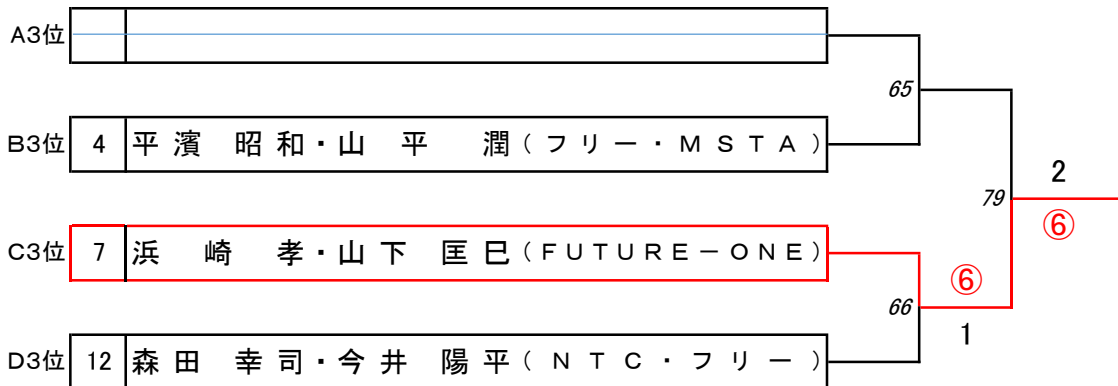 A3位
65
B3位 4 平濱 昭和・山平 潤(フリー・MSTA)
2
79
⑥
C3位 7 浜崎 孝・山下 匡巳(FUTURE－ONE)
⑥
66
1
D3位 12 森田 幸司・今井 陽平(NTC・フリー)